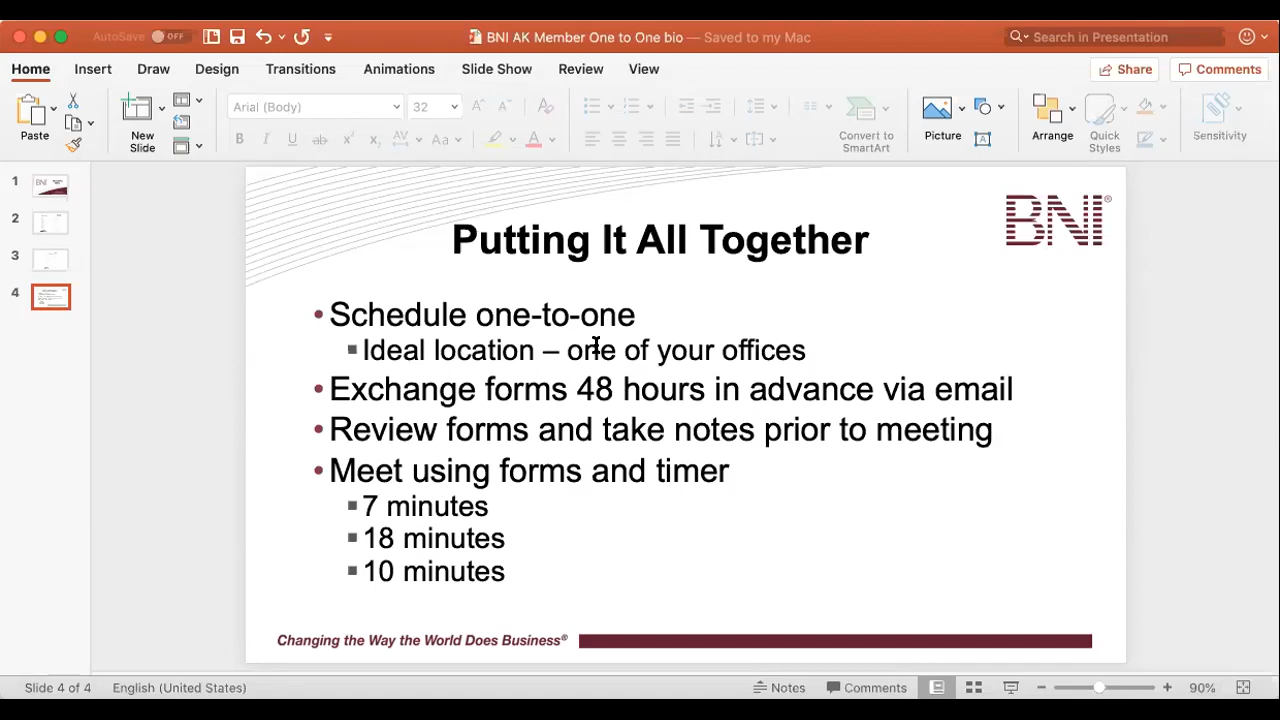 AutoSave OFF
BNI AK Member One to One bio — Saved to my Mac
Search in Presentation
Home Insert Draw Design Transitions Animations Slide Show Review View
Share Comments
Paste
New Slide
Arial (Body) 32
Convert to SmartArt
Picture
Arrange
Quick Styles
Sensitivity
1
2
3
4
BNI®
Putting It All Together
• Schedule one-to-one
▪ Ideal location – one of your offices
• Exchange forms 48 hours in advance via email
• Review forms and take notes prior to meeting
• Meet using forms and timer
▪ 7 minutes
▪ 18 minutes
▪ 10 minutes
Changing the Way the World Does Business®
Slide 4 of 4 English (United States) Notes Comments 90%